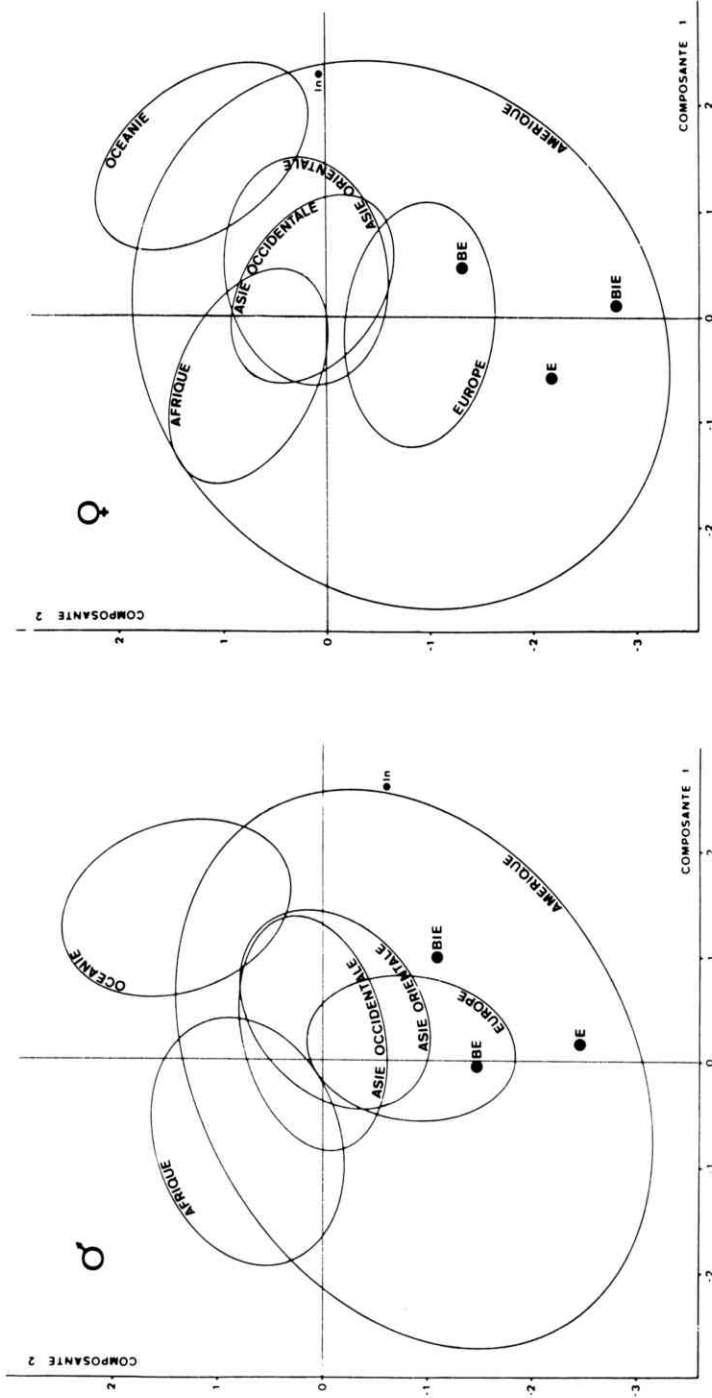 ♂
COMPOSANTE 2
2
1
0
-1
-2
-3
-2
-1
0
1
2
COMPOSANTE 1
AFRIQUE
OCEANIE
ASIE OCCIDENTALE
ASIE ORIENTALE
EUROPE
AMERIQUE
In
BIE
BE
E
♀
COMPOSANTE 2
2
1
0
-1
-2
-3
-2
-1
0
1
2
COMPOSANTE 1
AFRIQUE
OCEANIE
ASIE OCCIDENTALE
ASIE ORIENTALE
EUROPE
AMERIQUE
In
BE
E
BIE